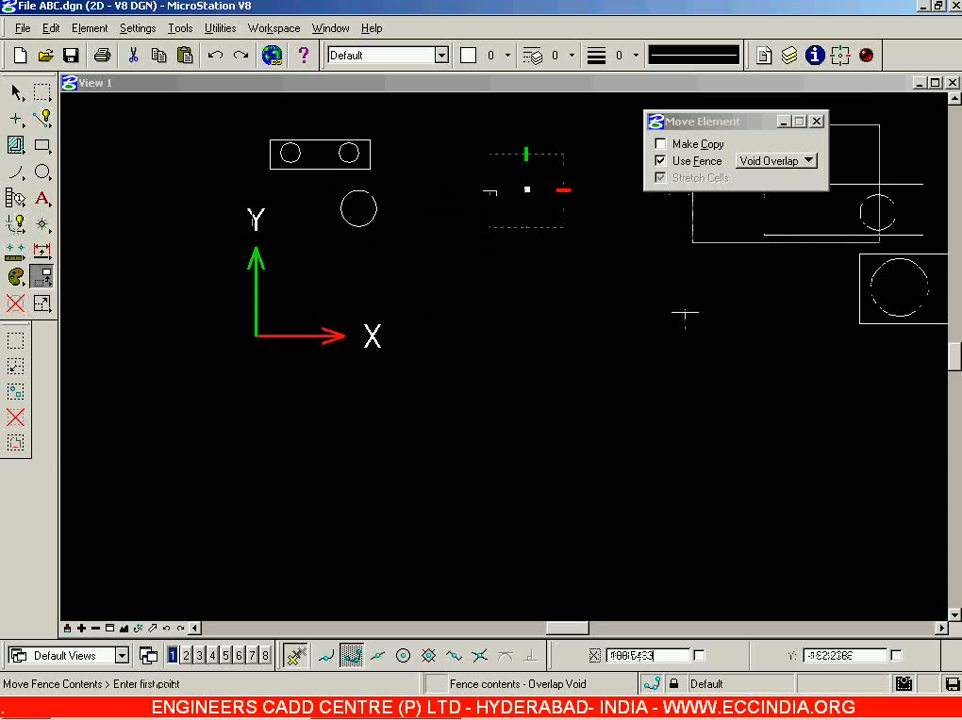 File ABC.dgn (2D - V8 DGN) - MicroStation V8
File Edit Element Settings Tools Utilities Workspace Window Help
Default 0 0 0
View 1
Move Element
Make Copy
Use Fence Void Overlap
Stretch Cells
Y
X
Default Views 1 2 3 4 5 6 7 8 X Y:
Move Fence Contents > Enter first point Fence contents - Overlap Void Default
ENGINEERS CADD CENTRE (P) LTD - HYDERABAD- INDIA - WWW.ECCINDIA.ORG